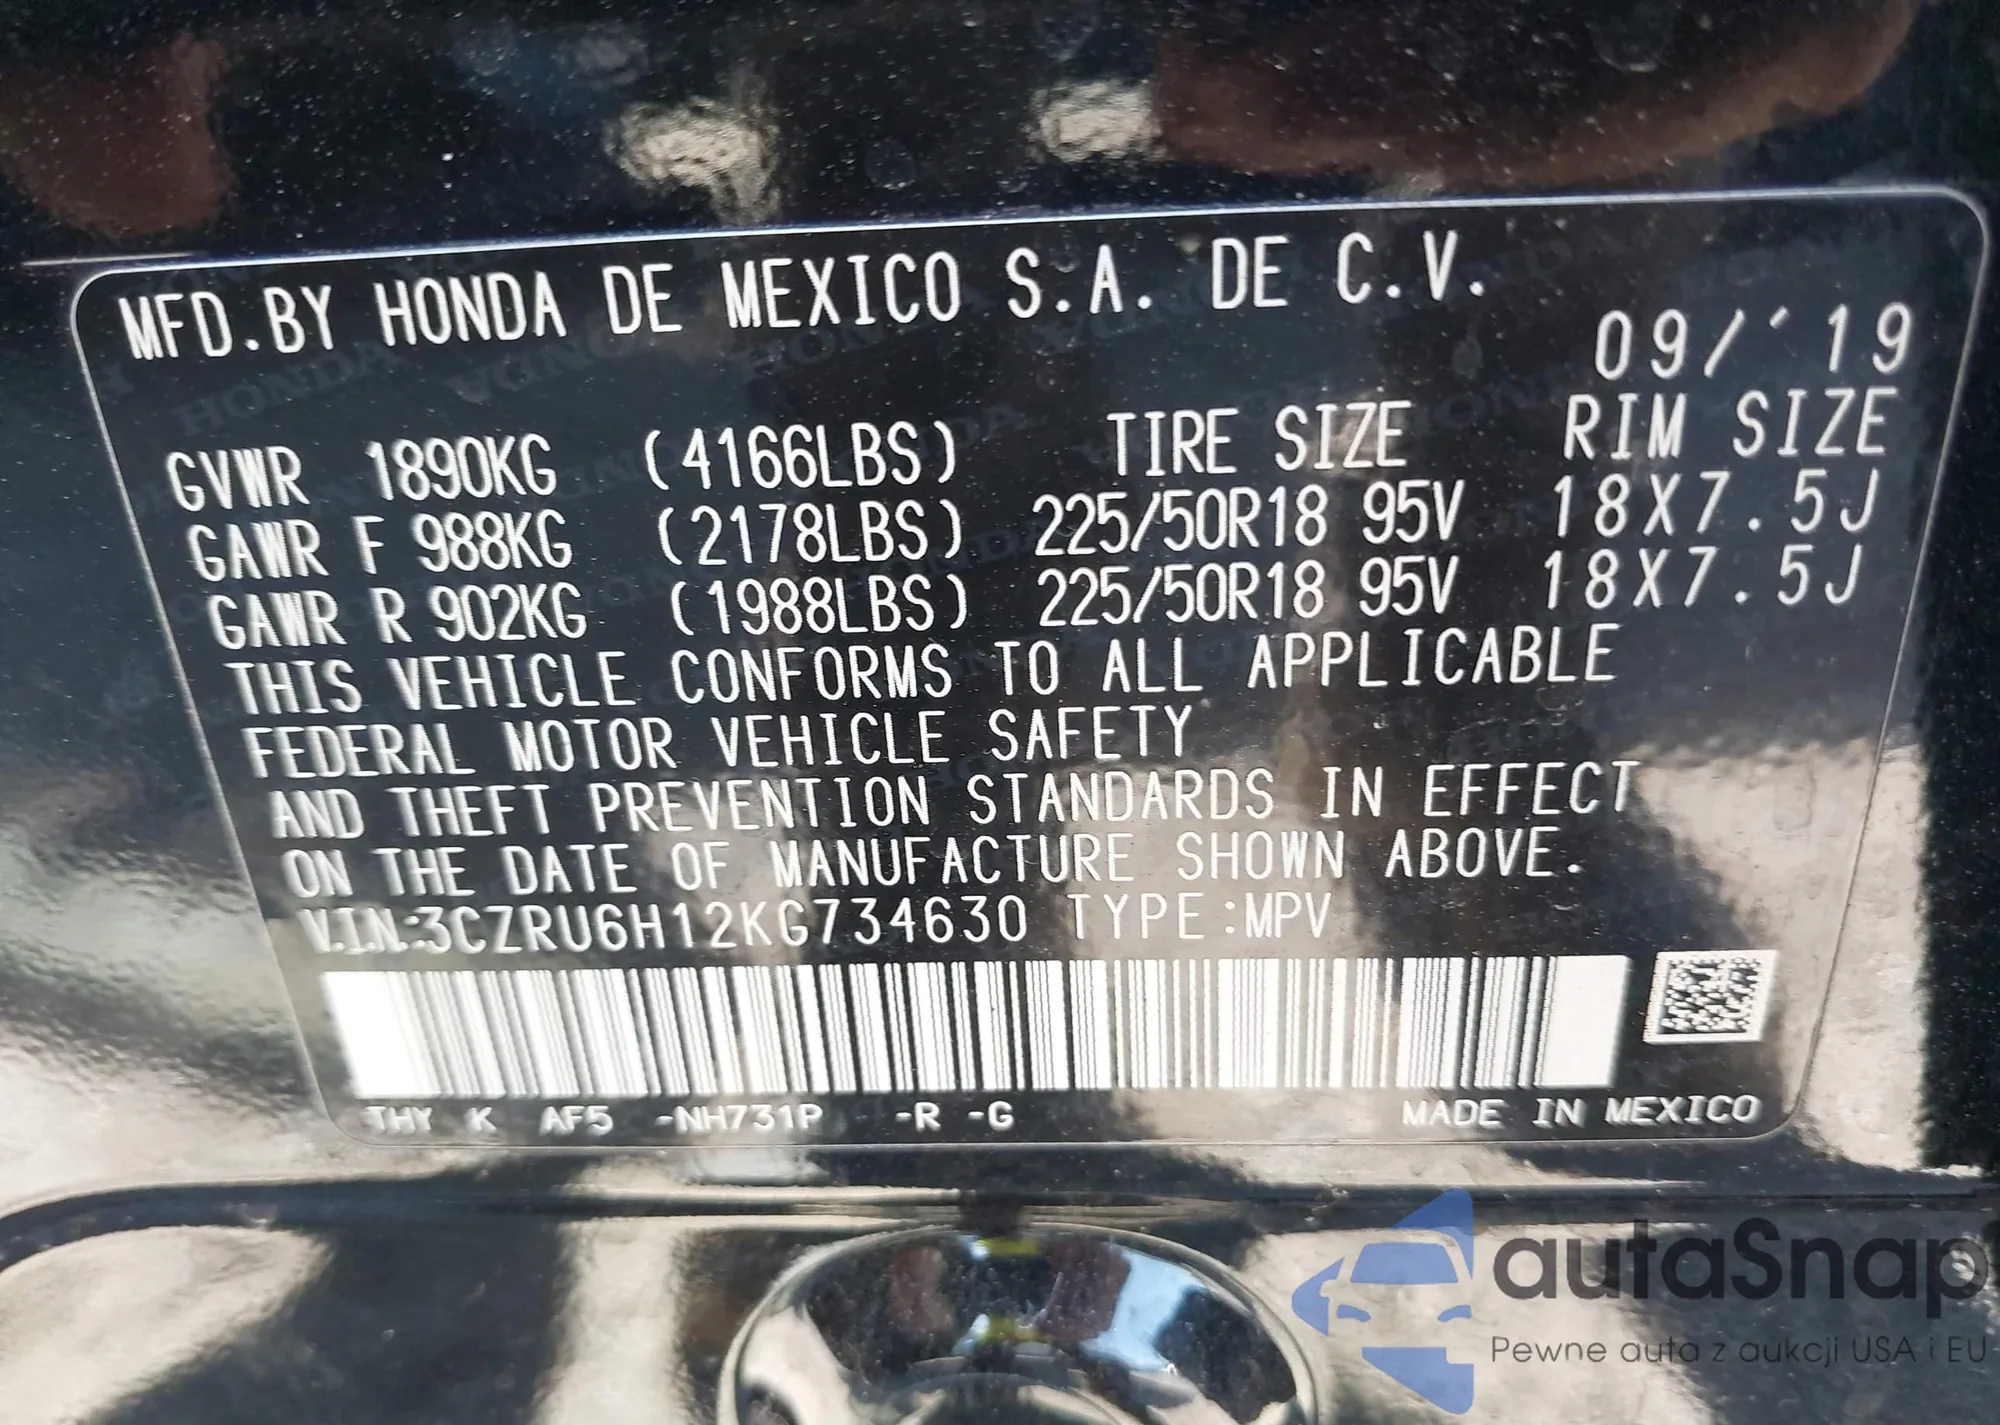 MFD.BY HONDA DE MEXICO S.A. DE C.V.
09/'19
GVWR 1890KG (4166LBS) TIRE SIZE RIM SIZE
GAWR F 988KG (2178LBS) 225/50R18 95V 18X7.5J
GAWR R 902KG (1988LBS) 225/50R18 95V 18X7.5J
THIS VEHICLE CONFORMS TO ALL APPLICABLE
FEDERAL MOTOR VEHICLE SAFETY
AND THEFT PREVENTION STANDARDS IN EFFECT
ON THE DATE OF MANUFACTURE SHOWN ABOVE.
V.I.N.:3CZRU6H12KG734630 TYPE:MPV
THY K AF5 -NH731P -R -G MADE IN MEXICO
autaSnap
Pewne auta z aukcji USA i EU